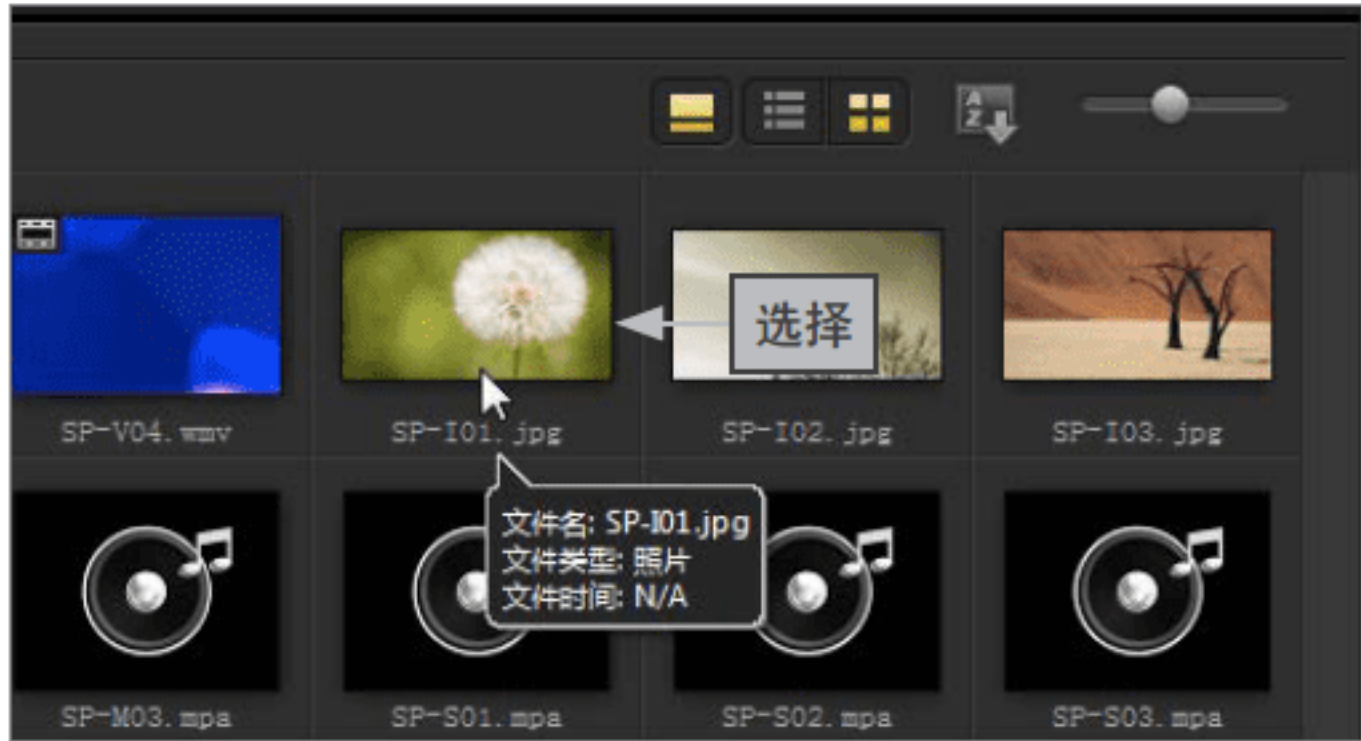 A
Z
选择
SP-V04.wmv
SP-I01.jpg
SP-I02.jpg
SP-I03.jpg
文件名: SP-I01.jpg
文件类型: 照片
文件时间: N/A
SP-M03.mpa
SP-S01.mpa
SP-S02.mpa
SP-S03.mpa